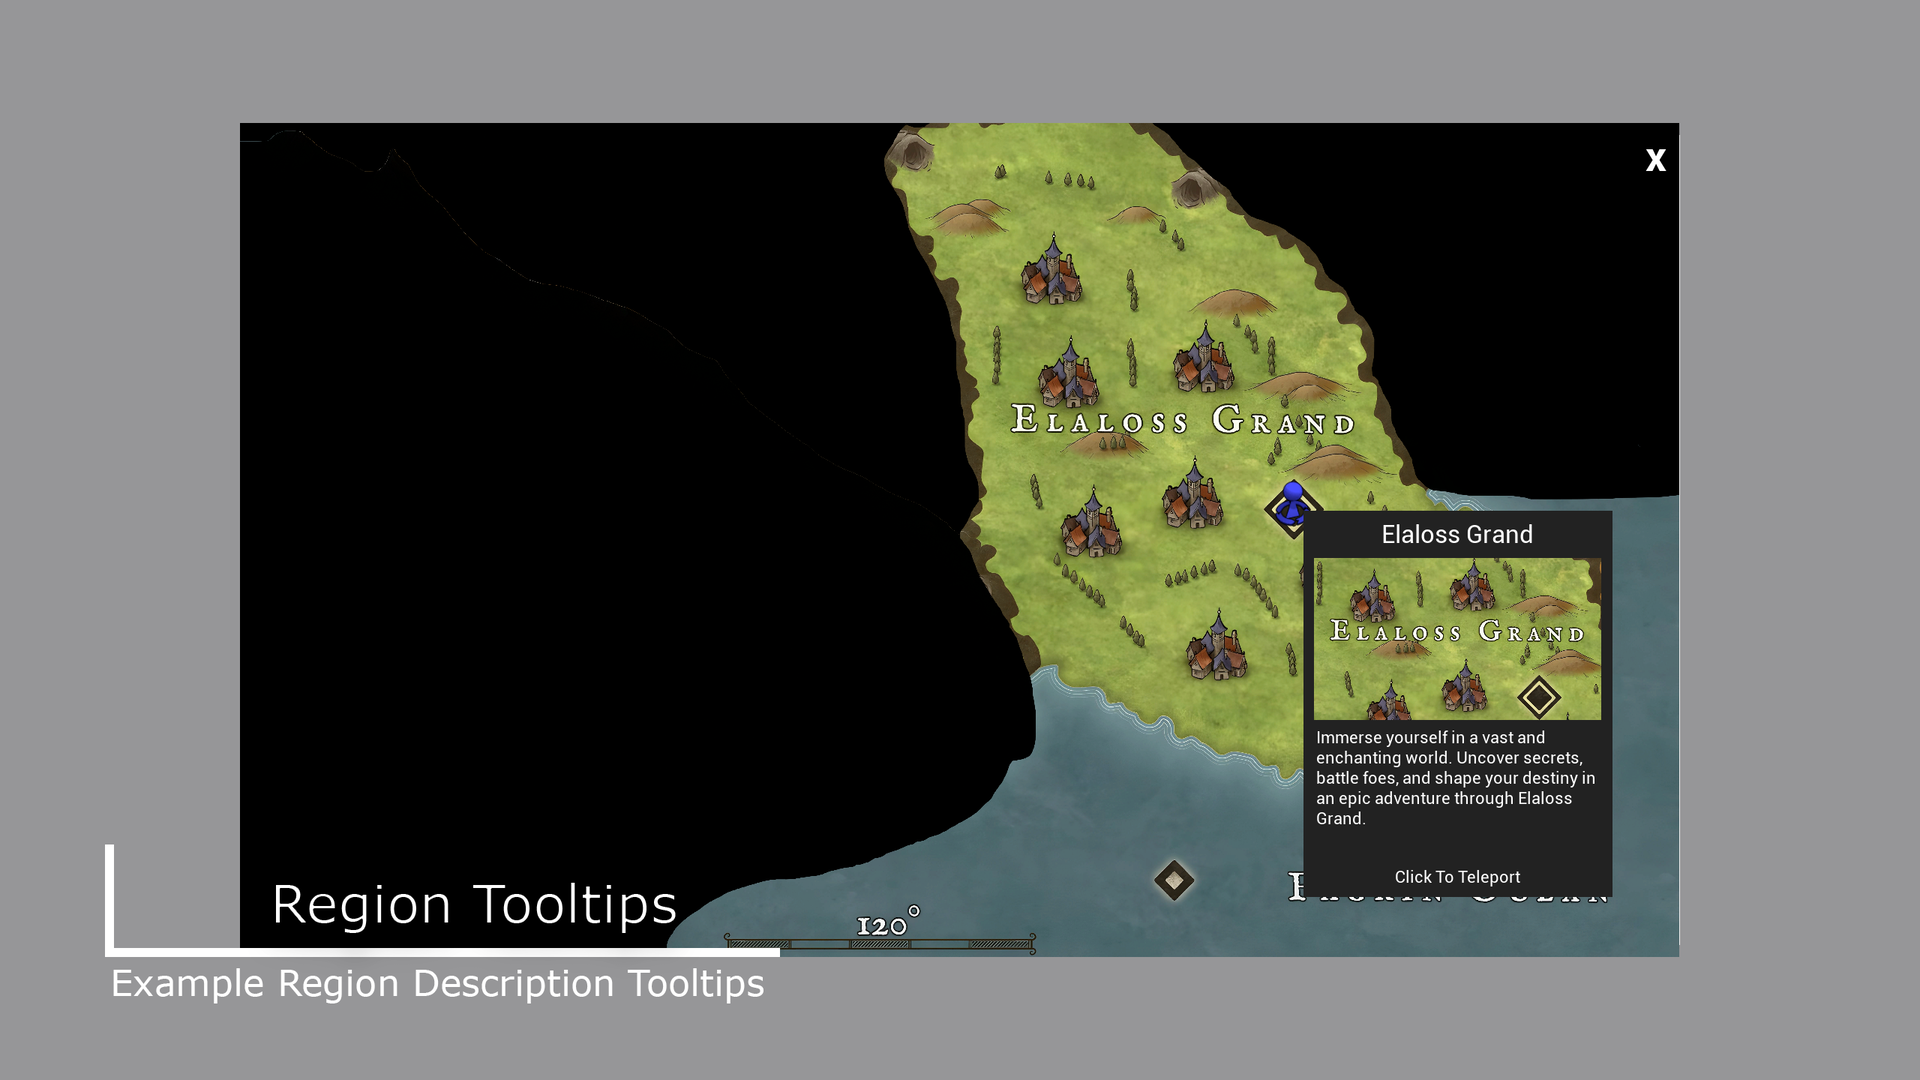 X
Elaloss Grand
Elaloss Grand
Elaloss Grand
Immerse yourself in a vast and
enchanting world. Uncover secrets,
battle foes, and shape your destiny in
an epic adventure through Elaloss
Grand.
Click To Teleport
120°
Region Tooltips
Example Region Description Tooltips